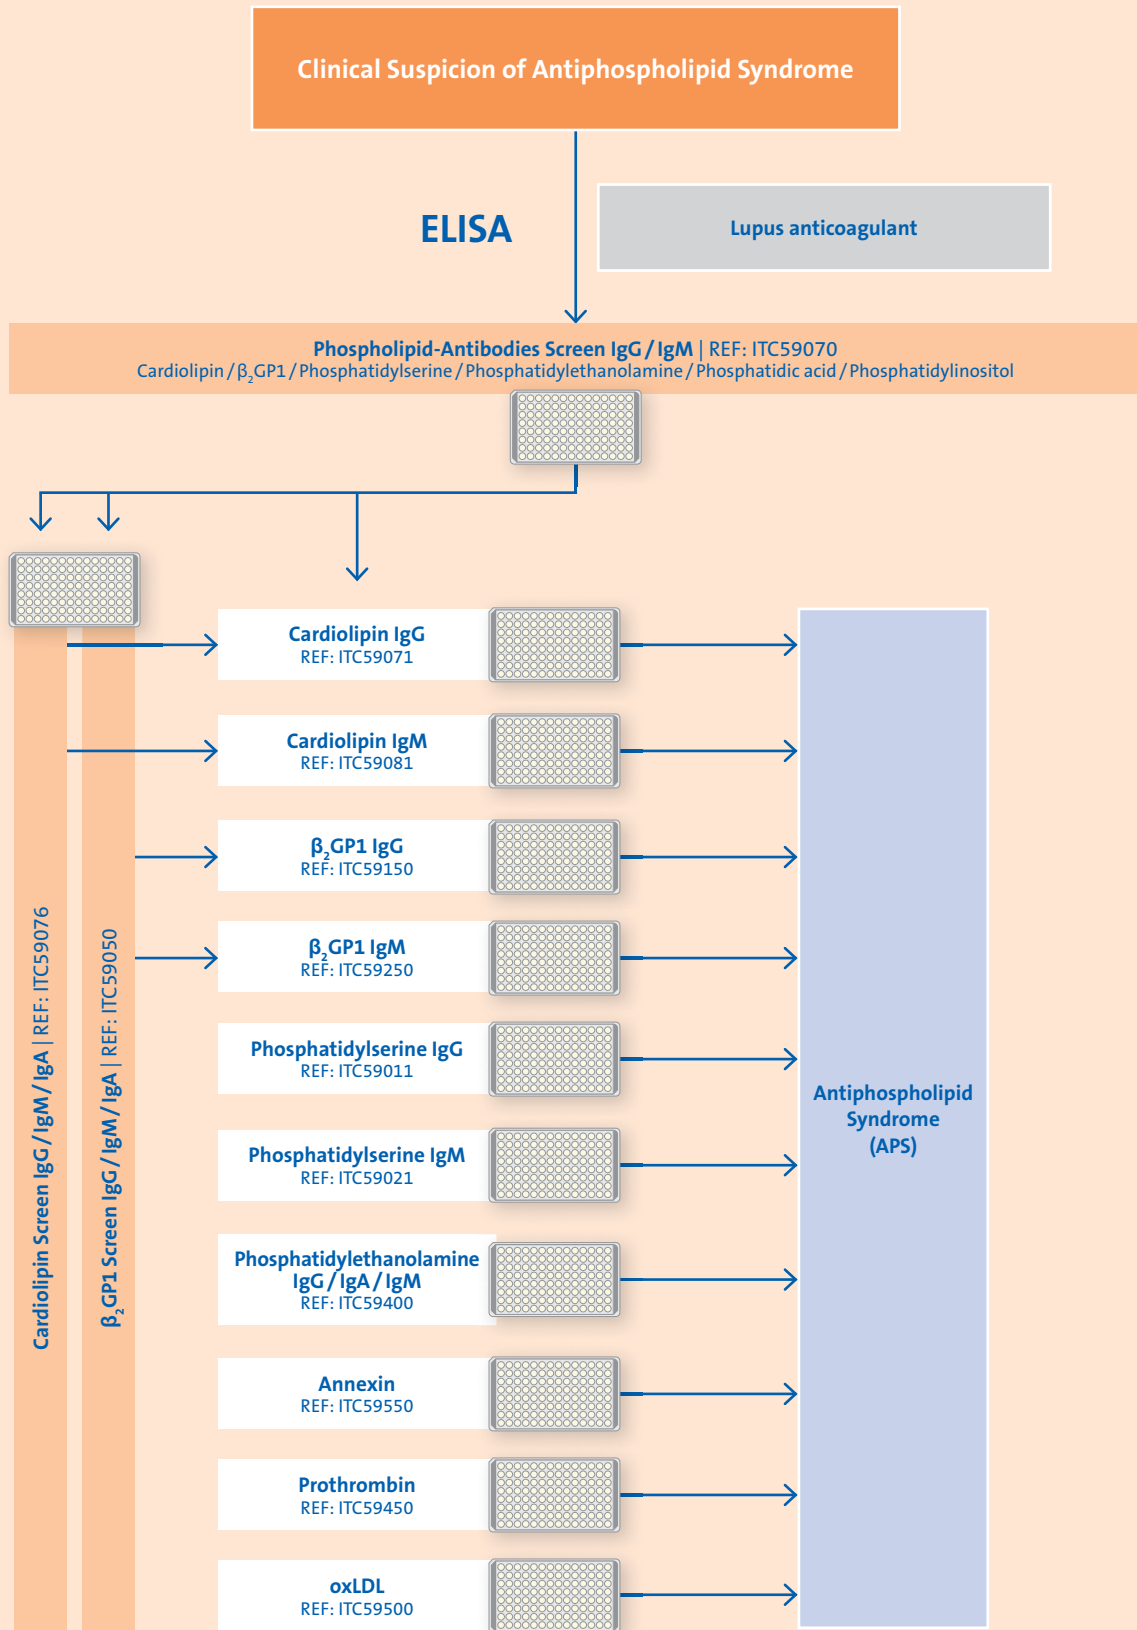 Clinical Suspicion of Antiphospholipid Syndrome
ELISA
Lupus anticoagulant
Phospholipid-Antibodies Screen IgG / IgM | REF: ITC59070
Cardiolipin / β₂GP1 / Phosphatidylserine / Phosphatidylethanolamine / Phosphatidic acid / Phosphatidylinositol
Cardiolipin Screen IgG / IgM / IgA | REF: ITC59076
β₂GP1 Screen IgG / IgM / IgA | REF: ITC59050
Cardiolipin IgG
REF: ITC59071
Cardiolipin IgM
REF: ITC59081
β₂GP1 IgG
REF: ITC59150
β₂GP1 IgM
REF: ITC59250
Phosphatidylserine IgG
REF: ITC59011
Phosphatidylserine IgM
REF: ITC59021
Phosphatidylethanolamine
IgG / IgA / IgM
REF: ITC59400
Annexin
REF: ITC59550
Prothrombin
REF: ITC59450
oxLDL
REF: ITC59500
Antiphospholipid
Syndrome
(APS)